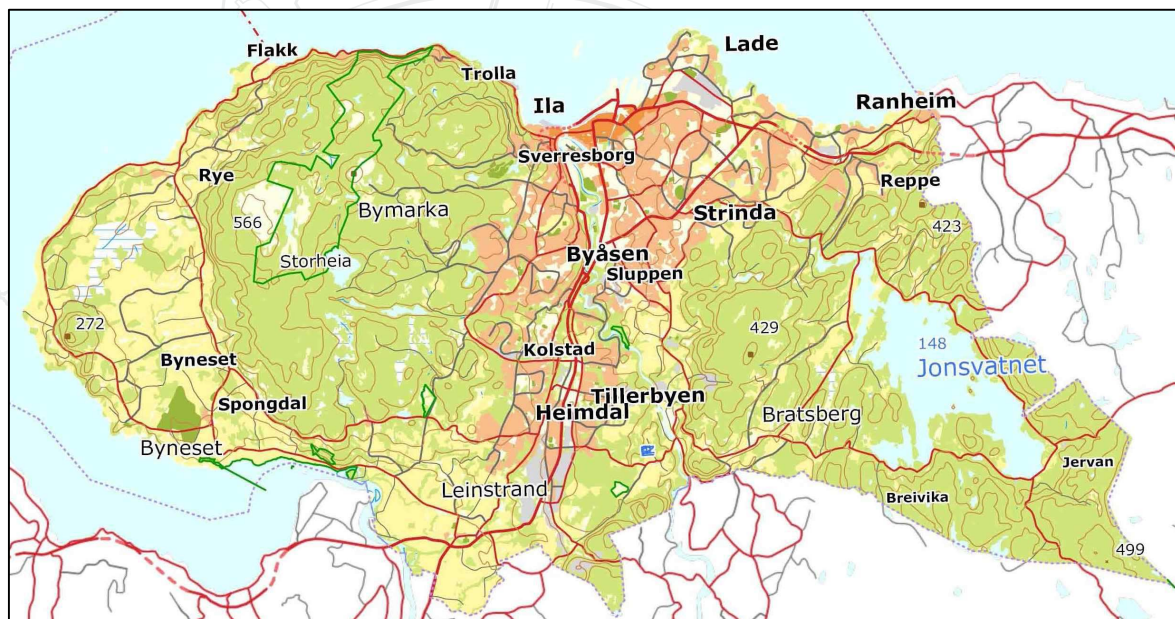 Flakk
Trolla
Lade
Ila
Ranheim
Sverresborg
Rye
Reppe
566
Bymarka
Strinda
423
Storheia
Byåsen
Sluppen
272
429
148
Jonsvatnet
Kolstad
Byneset
Spongdal
Tillerbyen
Heimdal
Bratsberg
Byneset
Jervan
Leinstrand
Breivika
499